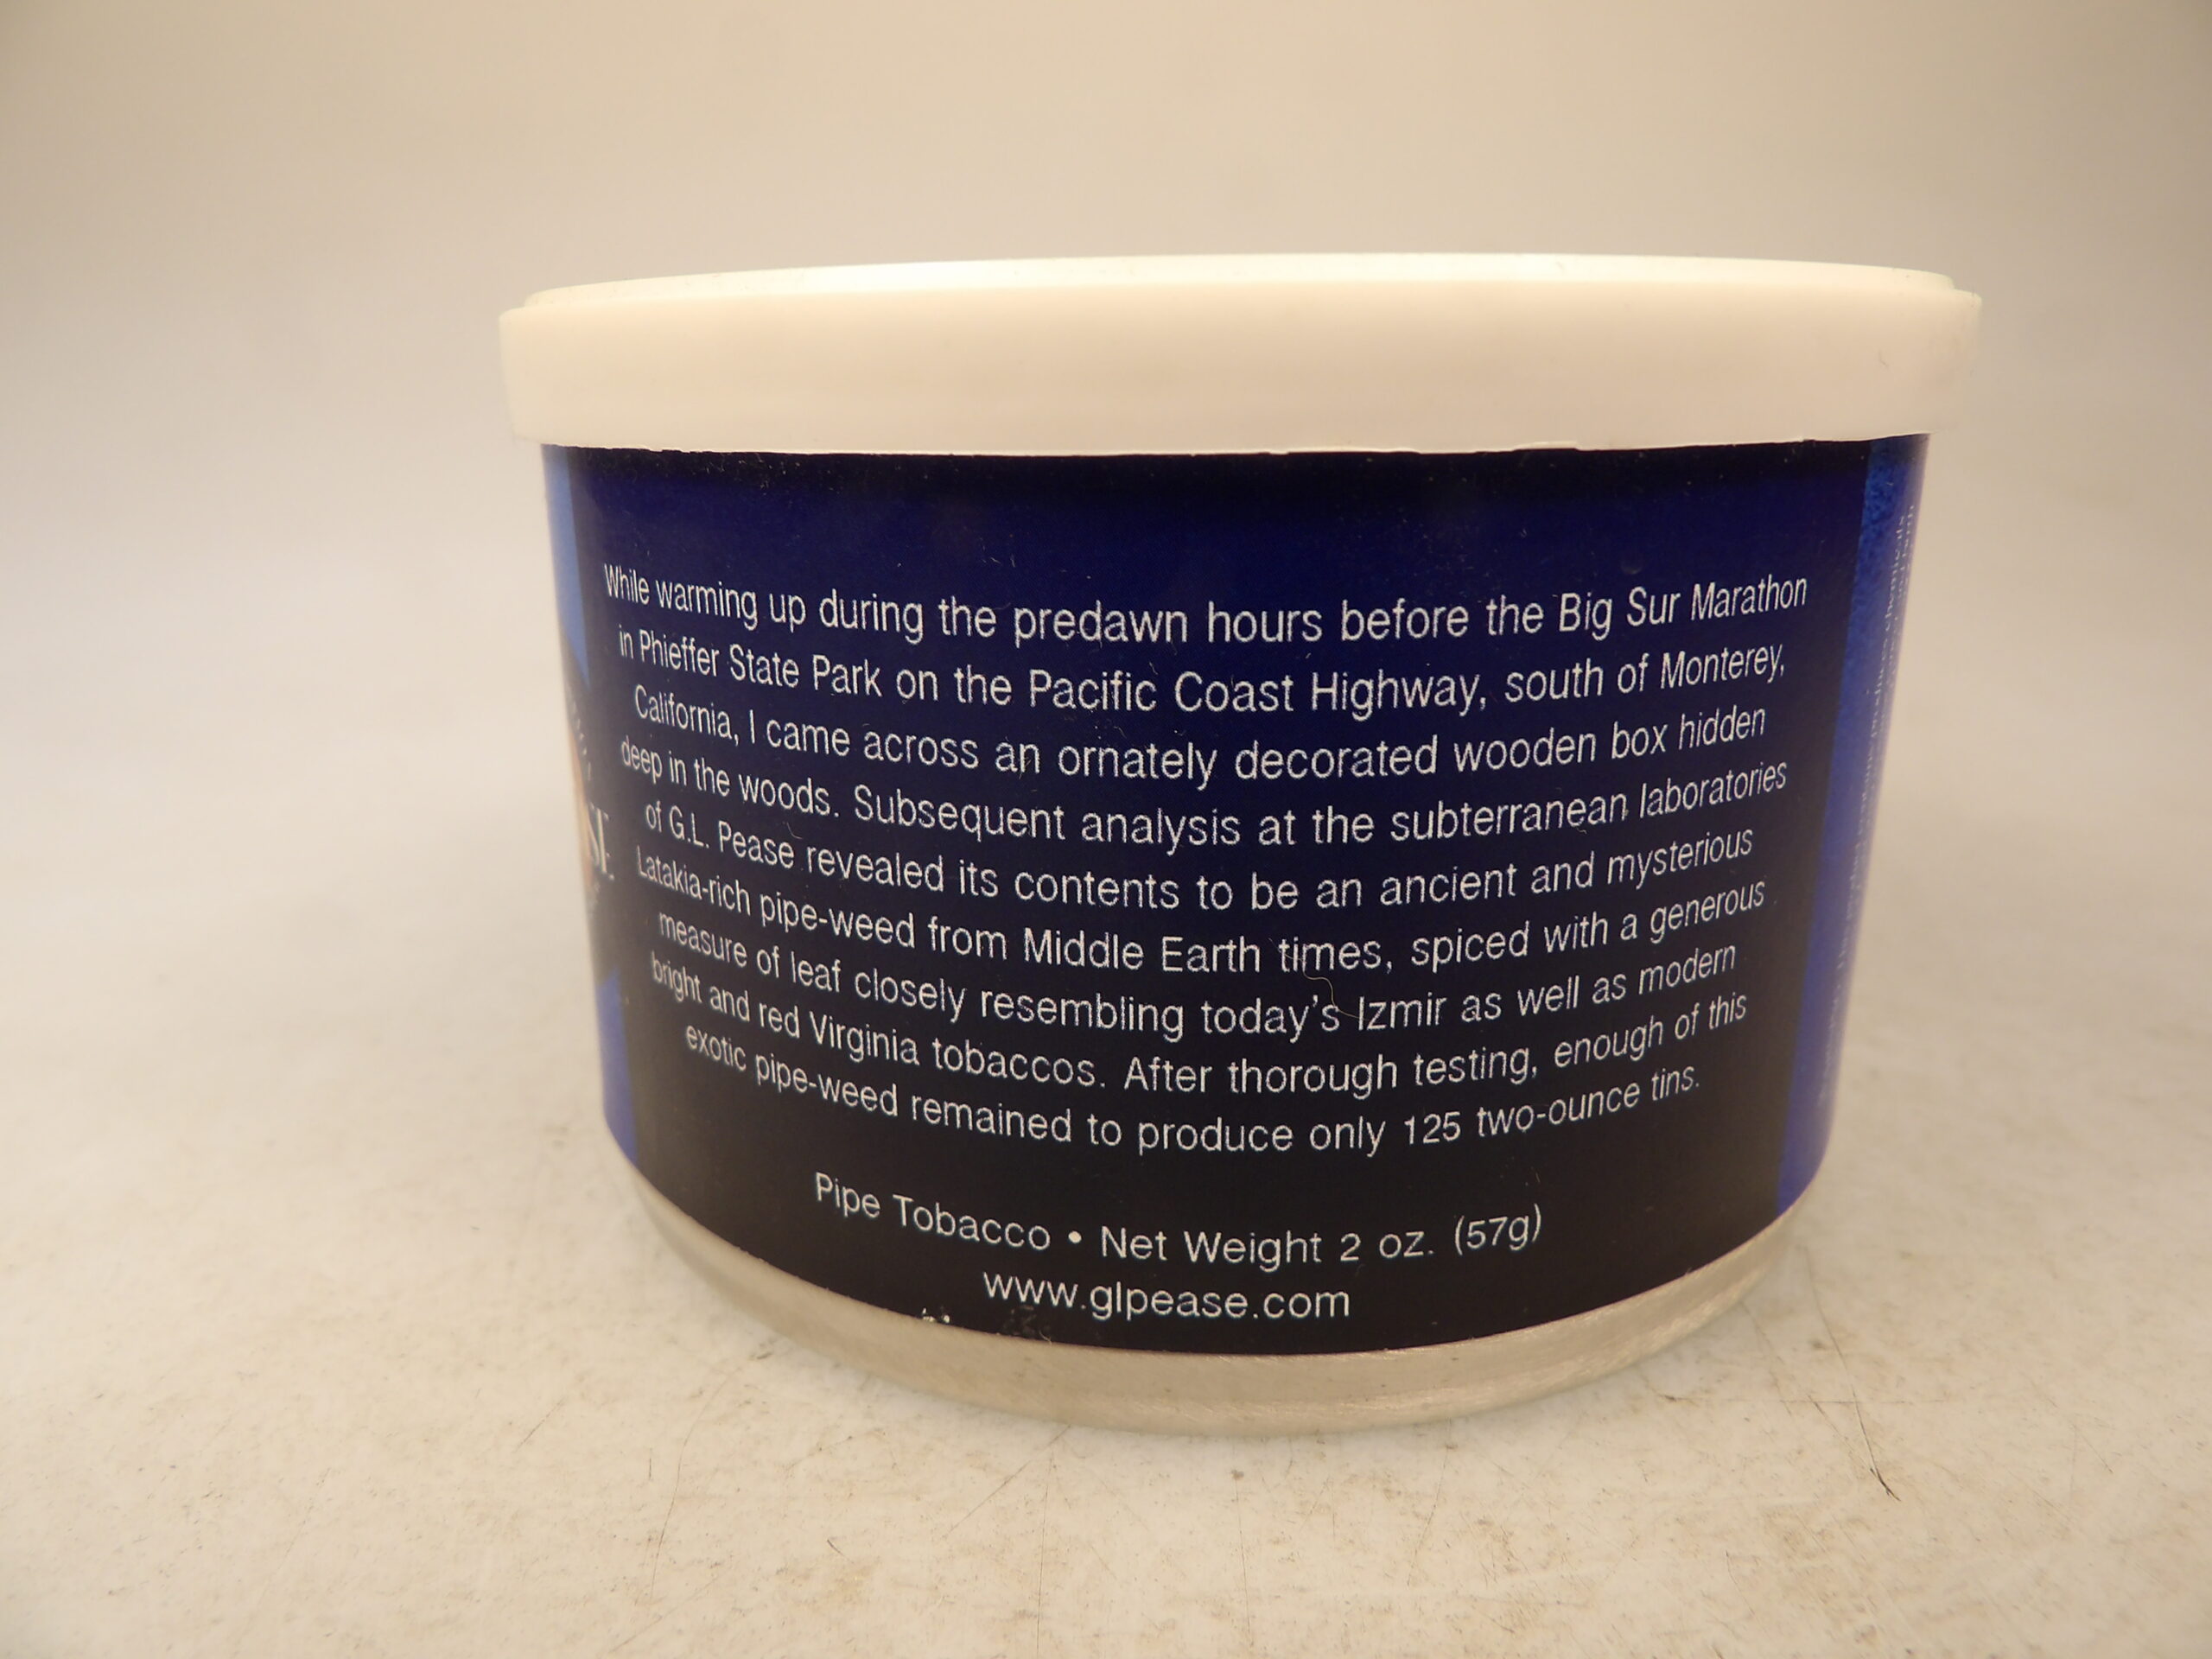 While warming up during the predawn hours before the Big Sur Marathon
in Phieffer State Park on the Pacific Coast Highway, south of Monterey,
California, I came across an ornately decorated wooden box hidden
deep in the woods. Subsequent analysis at the subterranean laboratories
of G.L. Pease revealed its contents to be an ancient and mysterious
Latakia-rich pipe-weed from Middle Earth times, spiced with a generous
measure of leaf closely resembling today's Izmir as well as modern
bright and red Virginia tobaccos. After thorough testing, enough of this
exotic pipe-weed remained to produce only 125 two-ounce tins.
Pipe Tobacco • Net Weight 2 oz. (57g)
www.glpease.com